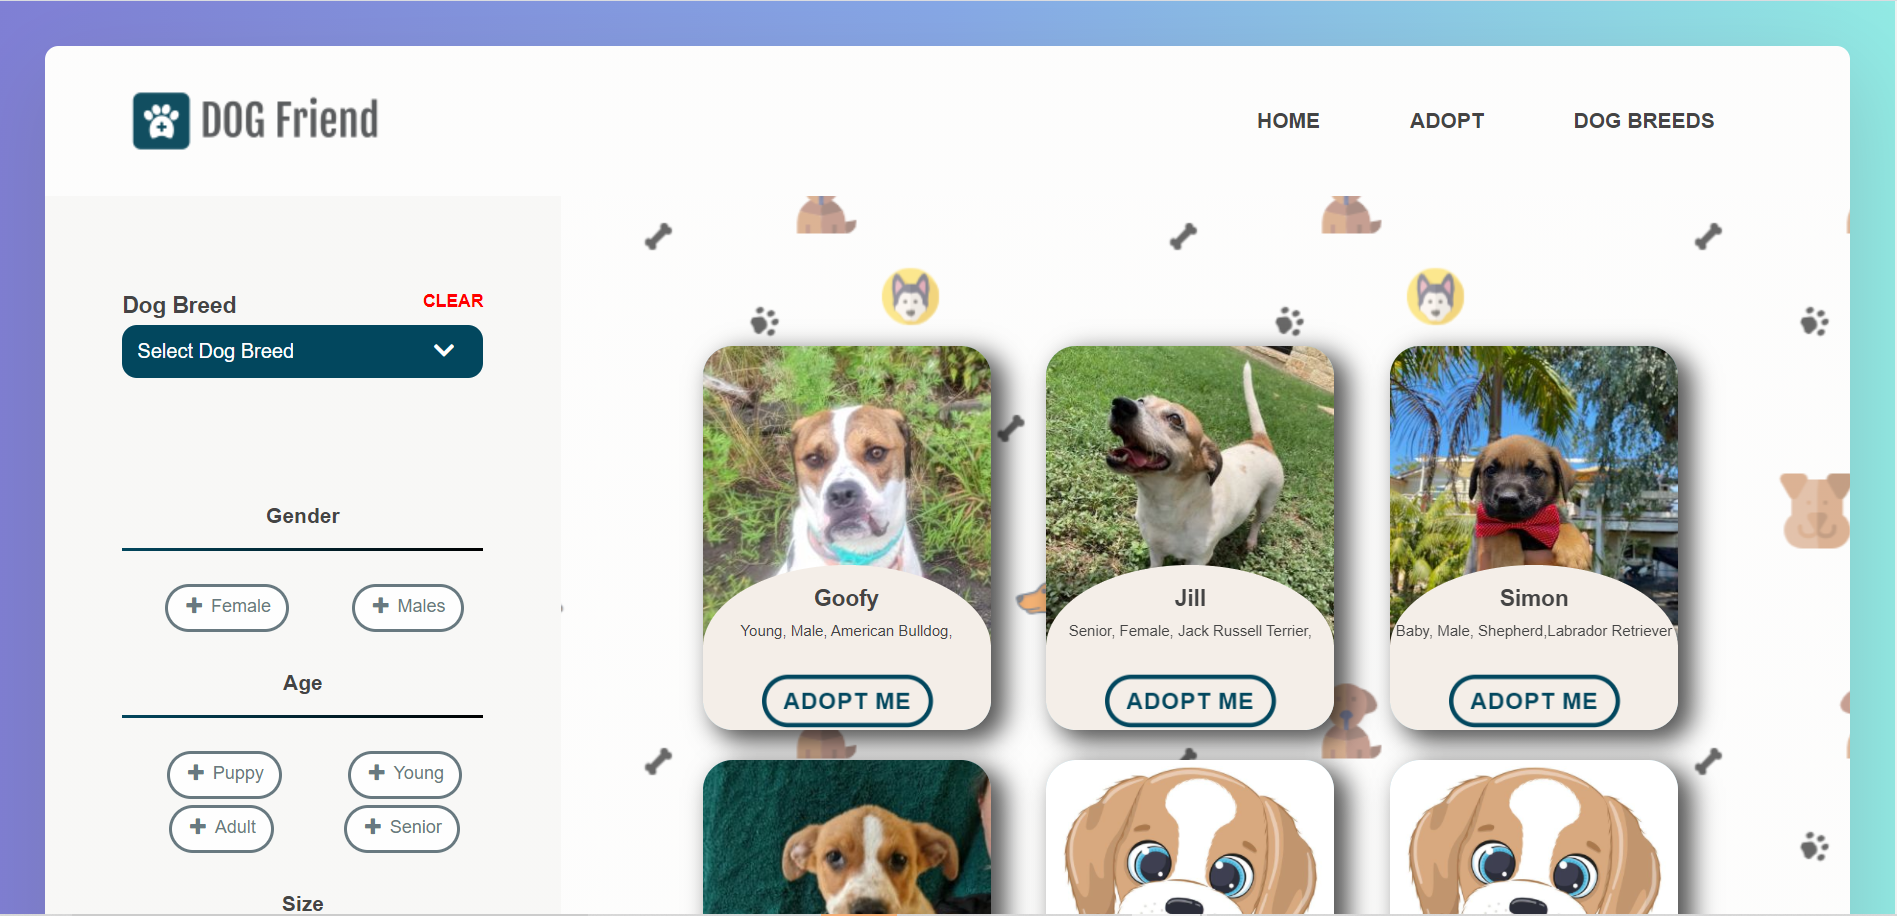 DOG Friend
HOME
ADOPT
DOG BREEDS
Dog Breed
CLEAR
Select Dog Breed
Gender
Female
Males
Age
Puppy
Young
Adult
Senior
Size
Goofy
Young, Male, American Bulldog,
ADOPT ME
Jill
Senior, Female, Jack Russell Terrier,
ADOPT ME
Simon
Baby, Male, Shepherd,Labrador Retriever
ADOPT ME